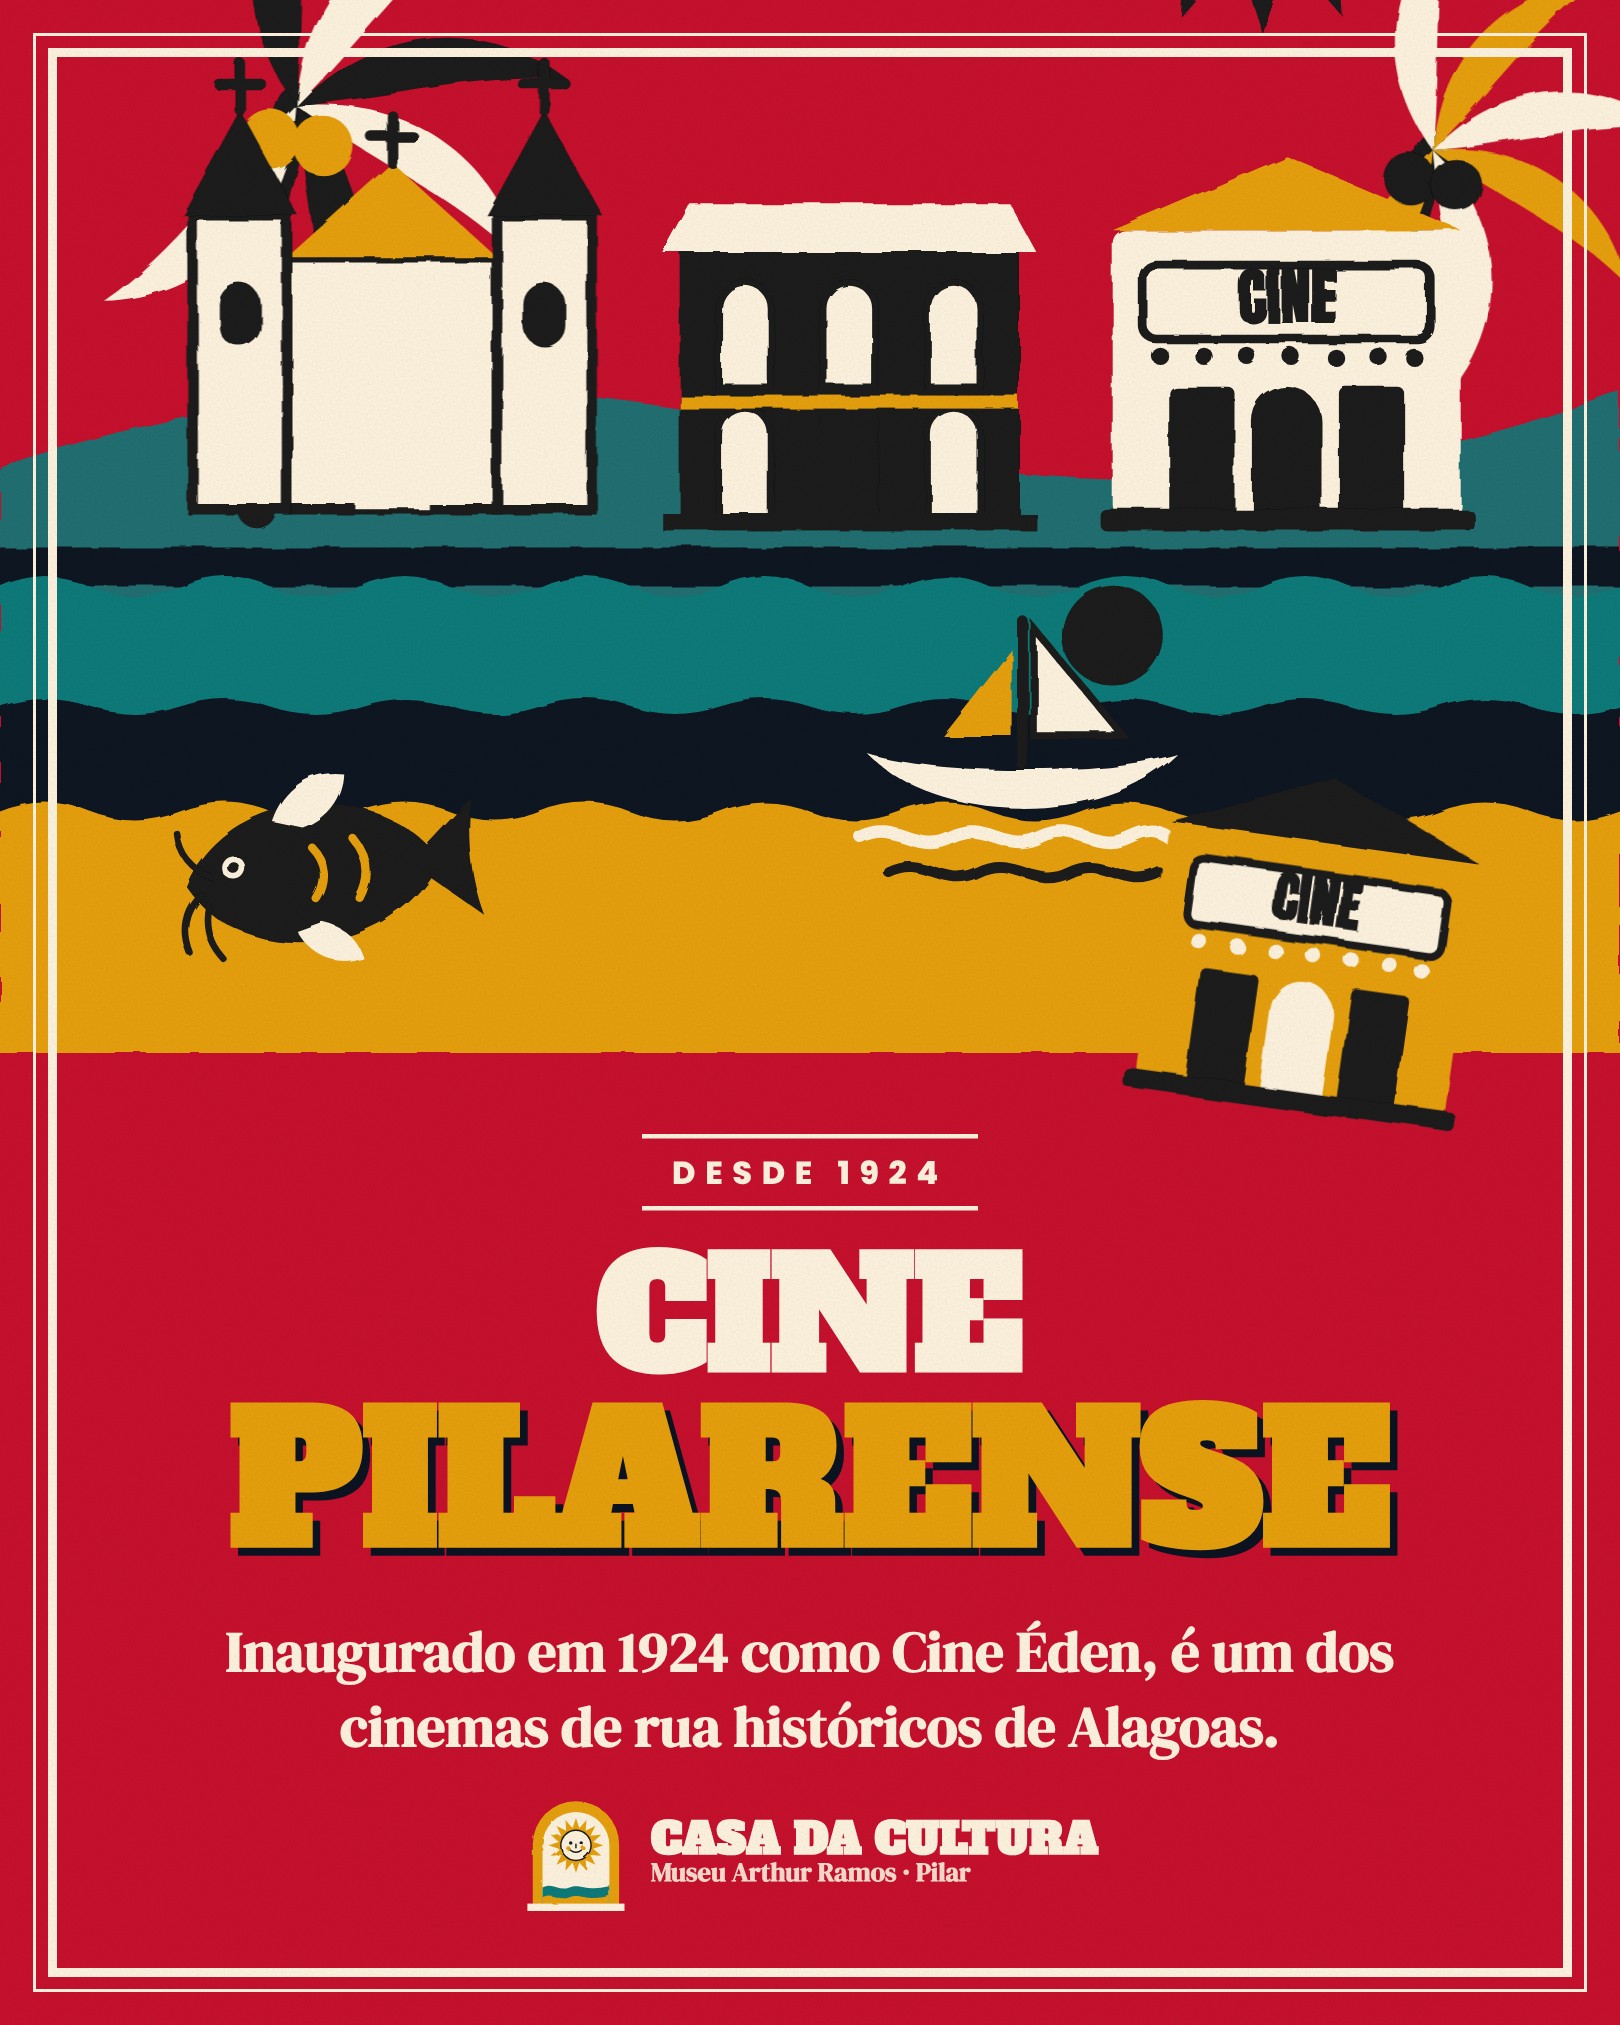 CINE
CINE
DESDE 1924
CINE
PILARENSE
Inaugurado em 1924 como Cine Éden, é um dos
cinemas de rua históricos de Alagoas.
CASA DA CULTURA
Museu Arthur Ramos · Pilar